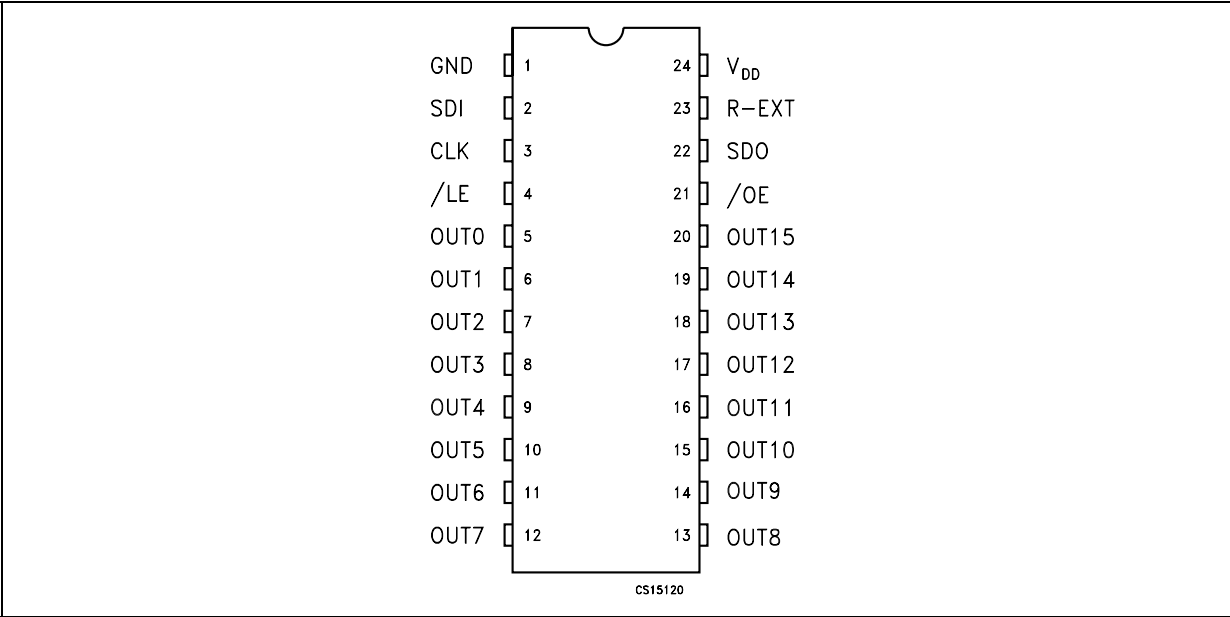 GND 1 24 VDD
SDI 2 23 R-EXT
CLK 3 22 SDO
/LE 4 21 /OE
OUT0 5 20 OUT15
OUT1 6 19 OUT14
OUT2 7 18 OUT13
OUT3 8 17 OUT12
OUT4 9 16 OUT11
OUT5 10 15 OUT10
OUT6 11 14 OUT9
OUT7 12 13 OUT8
CS15120